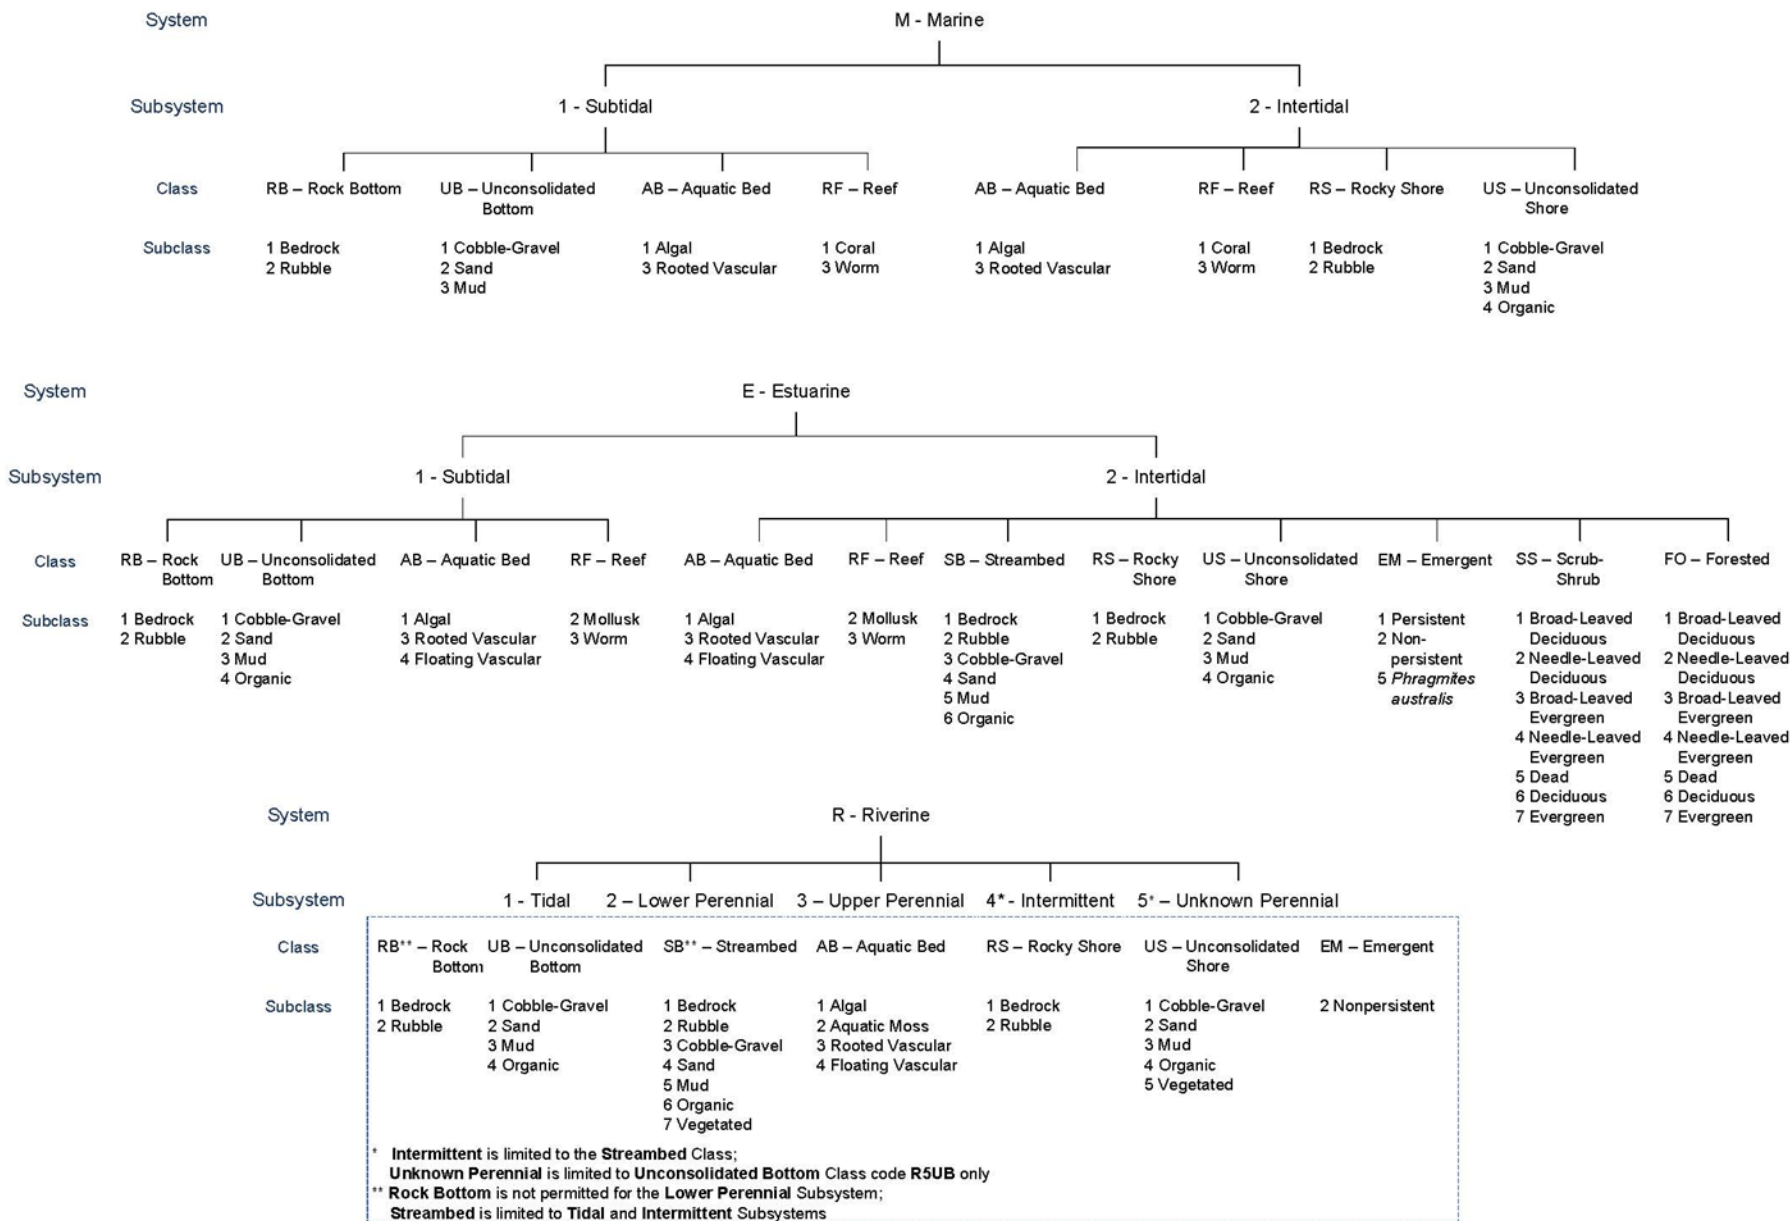 System
M - Marine
Subsystem
1 - Subtidal
2 - Intertidal
Class
RB – Rock Bottom
UB – Unconsolidated
Bottom
AB – Aquatic Bed
RF – Reef
AB – Aquatic Bed
RF – Reef
RS – Rocky Shore
US – Unconsolidated
Shore
Subclass
1 Bedrock
2 Rubble
1 Cobble-Gravel
2 Sand
3 Mud
1 Algal
3 Rooted Vascular
1 Coral
3 Worm
1 Algal
3 Rooted Vascular
1 Coral
3 Worm
1 Bedrock
2 Rubble
1 Cobble-Gravel
2 Sand
3 Mud
4 Organic
System
E - Estuarine
Subsystem
1 - Subtidal
2 - Intertidal
Class
RB – Rock
Bottom
UB – Unconsolidated
Bottom
AB – Aquatic Bed
RF – Reef
AB – Aquatic Bed
RF – Reef
SB – Streambed
RS – Rocky
Shore
US – Unconsolidated
Shore
EM – Emergent
SS – Scrub-
Shrub
FO – Forested
Subclass
1 Bedrock
2 Rubble
1 Cobble-Gravel
2 Sand
3 Mud
4 Organic
1 Algal
3 Rooted Vascular
4 Floating Vascular
2 Mollusk
3 Worm
1 Algal
3 Rooted Vascular
4 Floating Vascular
2 Mollusk
3 Worm
1 Bedrock
2 Rubble
3 Cobble-Gravel
4 Sand
5 Mud
6 Organic
1 Bedrock
2 Rubble
1 Cobble-Gravel
2 Sand
3 Mud
4 Organic
1 Persistent
2 Non-
persistent
5 Phragmites
australis
1 Broad-Leaved
Deciduous
2 Needle-Leaved
Deciduous
3 Broad-Leaved
Evergreen
4 Needle-Leaved
Evergreen
5 Dead
6 Deciduous
7 Evergreen
1 Broad-Leaved
Deciduous
2 Needle-Leaved
Deciduous
3 Broad-Leaved
Evergreen
4 Needle-Leaved
Evergreen
5 Dead
6 Deciduous
7 Evergreen
System
R - Riverine
Subsystem
1 - Tidal
2 – Lower Perennial
3 – Upper Perennial
4* - Intermittent
5* – Unknown Perennial
Class
RB** – Rock
Bottom
UB – Unconsolidated
Bottom
SB** – Streambed
AB – Aquatic Bed
RS – Rocky Shore
US – Unconsolidated
Shore
EM – Emergent
Subclass
1 Bedrock
2 Rubble
1 Cobble-Gravel
2 Sand
3 Mud
4 Organic
1 Bedrock
2 Rubble
3 Cobble-Gravel
4 Sand
5 Mud
6 Organic
7 Vegetated
1 Algal
2 Aquatic Moss
3 Rooted Vascular
4 Floating Vascular
1 Bedrock
2 Rubble
1 Cobble-Gravel
2 Sand
3 Mud
4 Organic
5 Vegetated
2 Nonpersistent
* Intermittent is limited to the Streambed Class;
Unknown Perennial is limited to Unconsolidated Bottom Class code R5UB only
** Rock Bottom is not permitted for the Lower Perennial Subsystem;
Streambed is limited to Tidal and Intermittent Subsystems